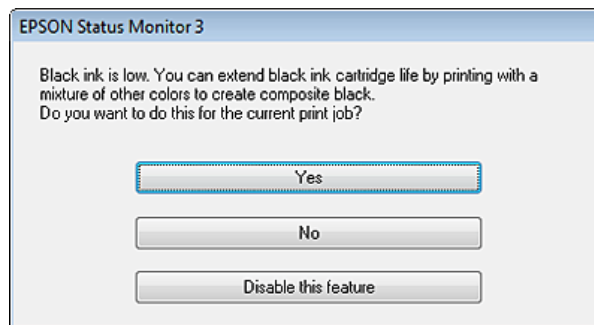 EPSON Status Monitor 3
Black ink is low. You can extend black ink cartridge life by printing with a
mixture of other colors to create composite black.
Do you want to do this for the current print job?
Yes
No
Disable this feature